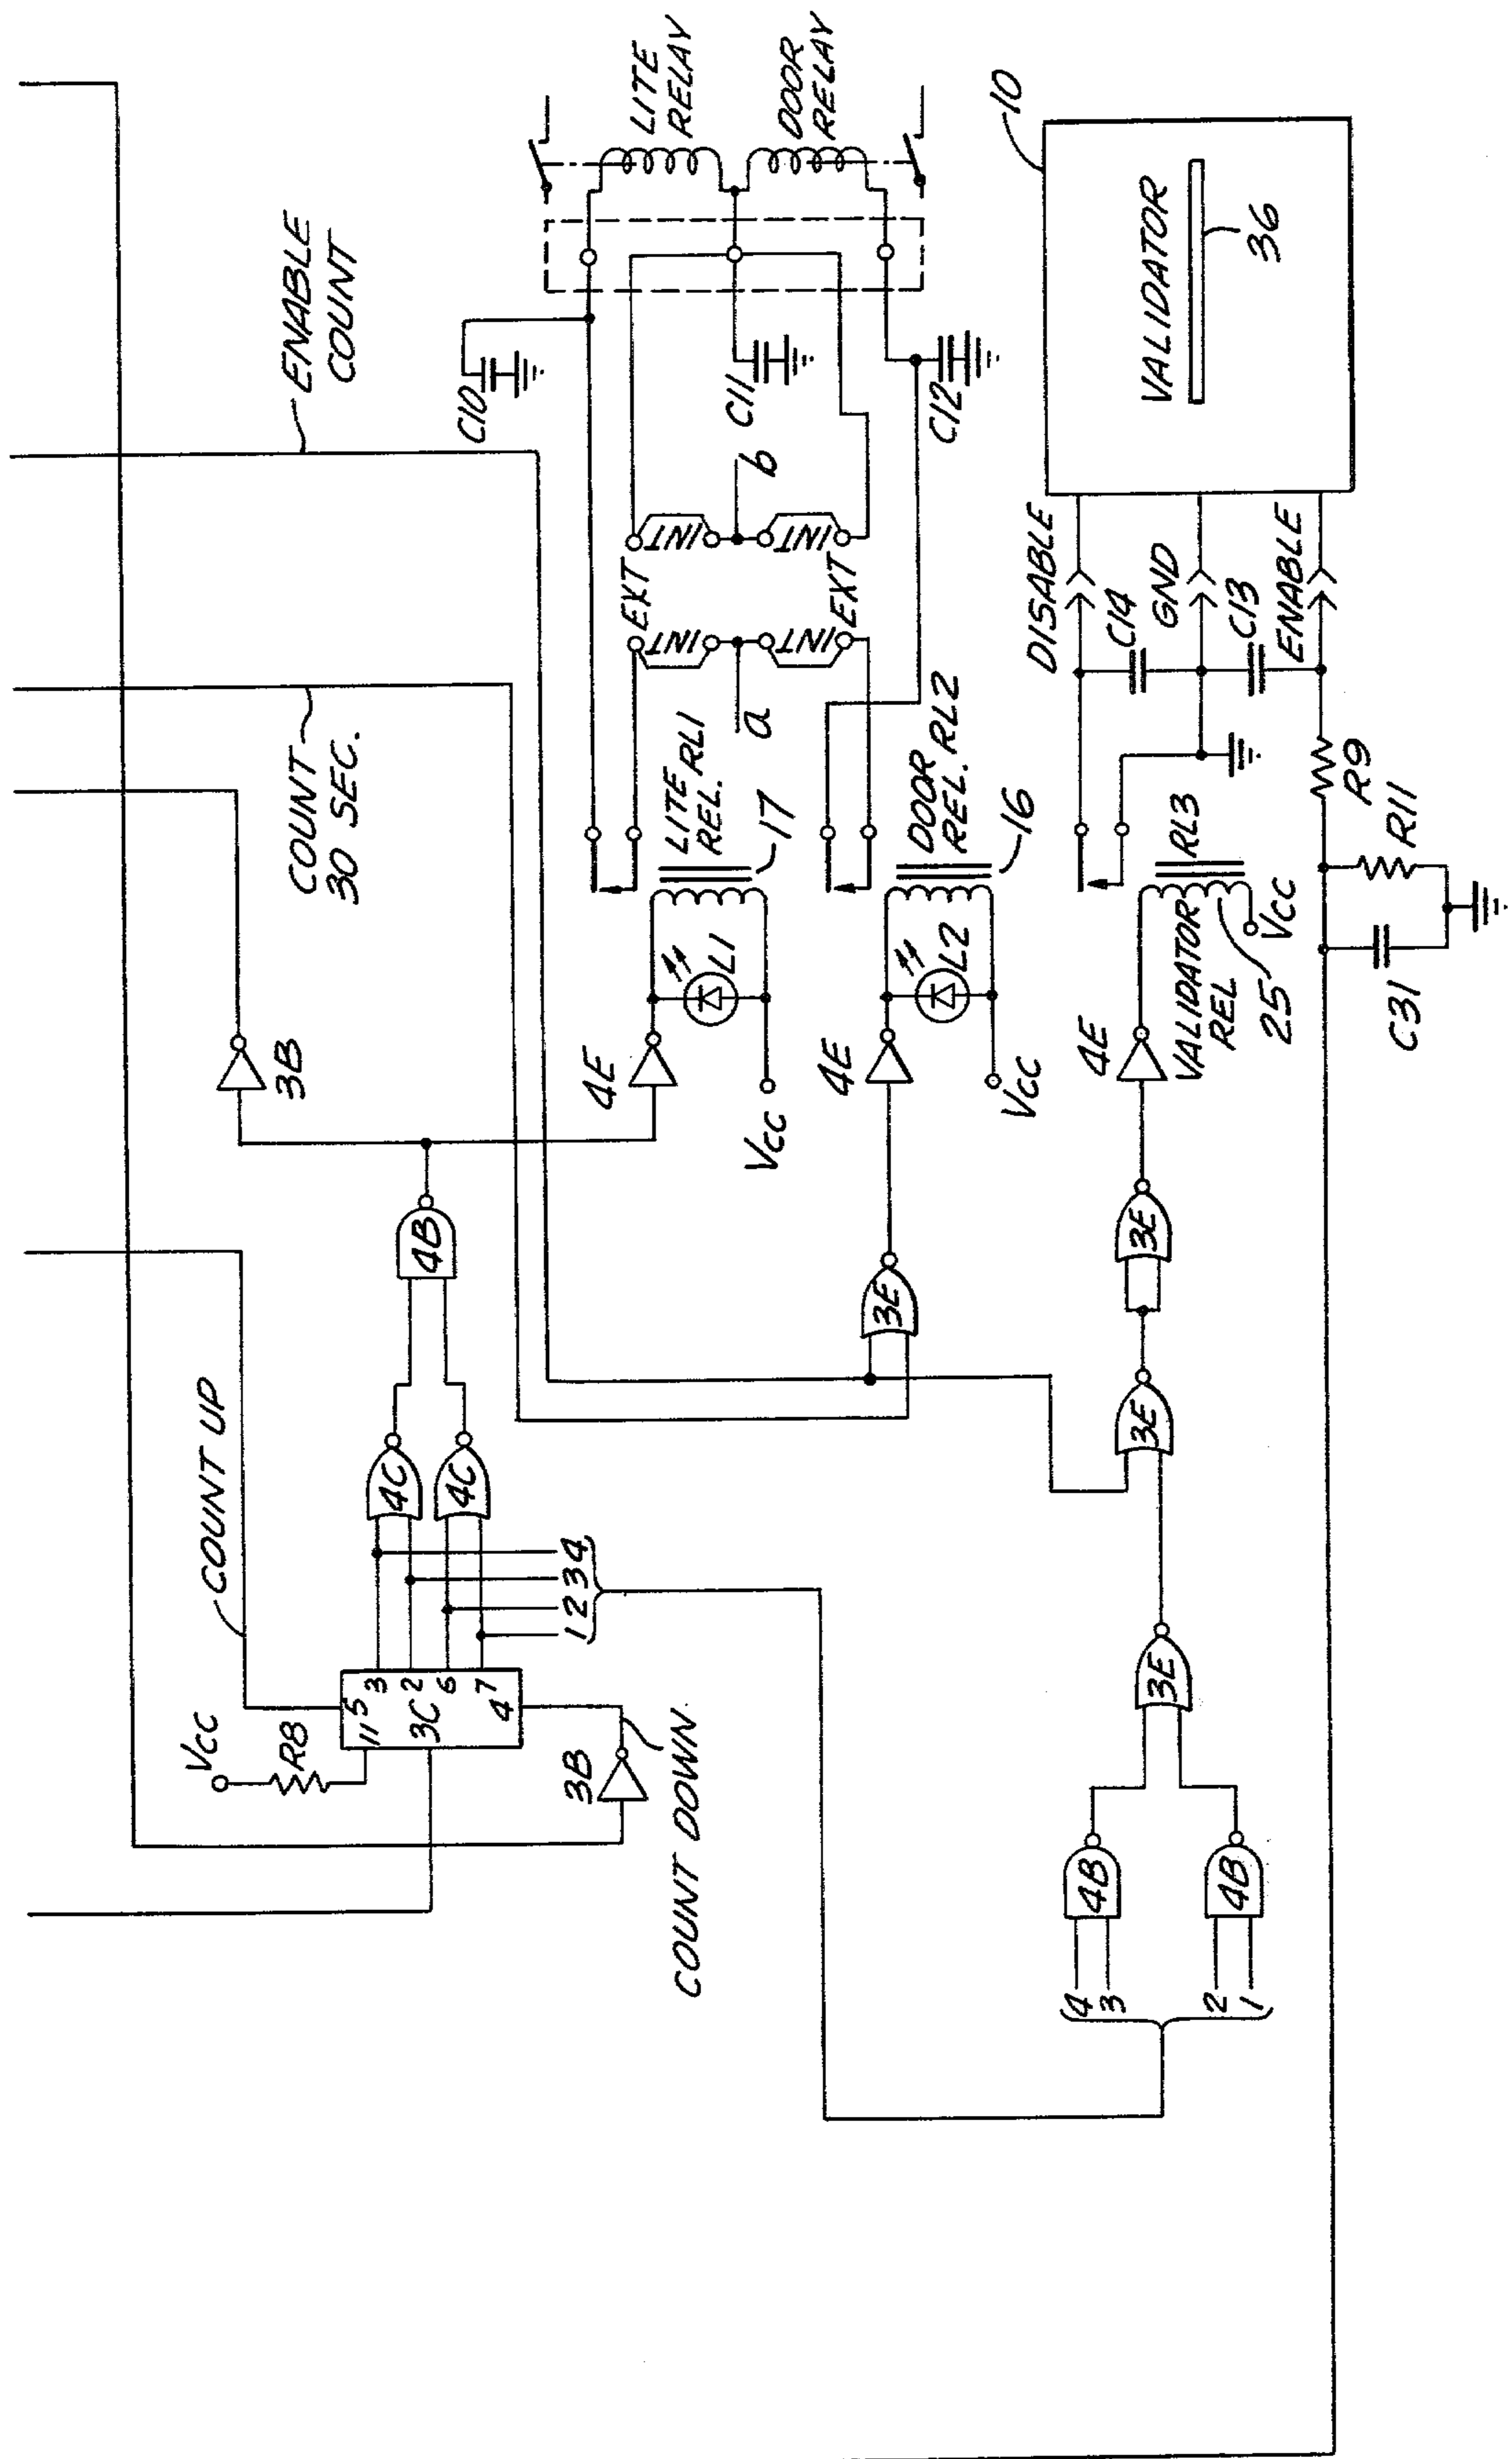 COUNT UP
Vcc
R8
11
5
3C
3
2
6
7
4
3B
COUNT DOWN
1 2 3 4
4C
4C
4B
3B
COUNT
30 SEC.
ENABLE
COUNT
4E
L1
Vcc
LITE
REL. RL1
17
EXT
INT
INT
EXT
a
INT
INT
b
C10
C11
C12
LITE
RELAY
DOOR
RELAY
3E
4E
L2
Vcc
DOOR
REL. RL2
16
4
3
2
1
4B
4B
3E
3E
3E
4E
VALIDATOR
REL
25
RL3
Vcc
DISABLE
C14
GND
C13
ENABLE
R9
R11
C31
VALIDATOR
36
10